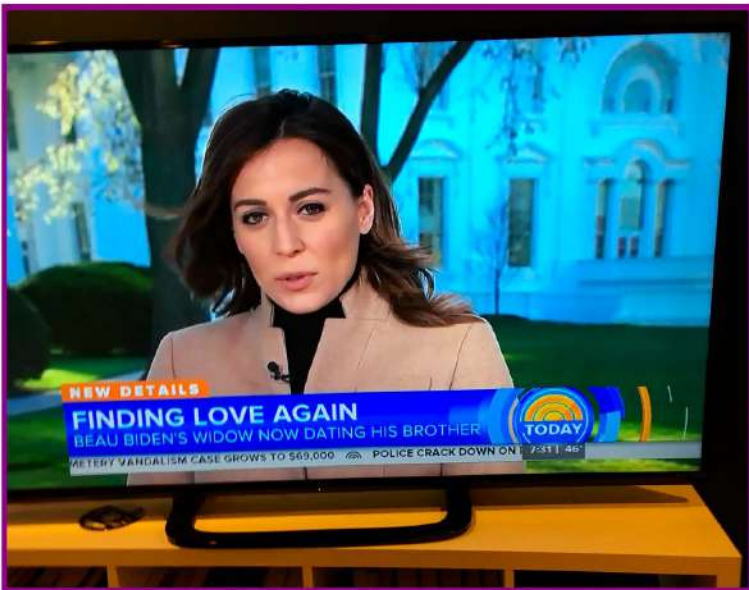 NEW DETAILS
FINDING LOVE AGAIN
BEAU BIDEN'S WIDOW NOW DATING HIS BROTHER
TODAY
METERY VANDALISM CASE GROWS TO $69,000 POLICE CRACK DOWN ON
7:31 46°